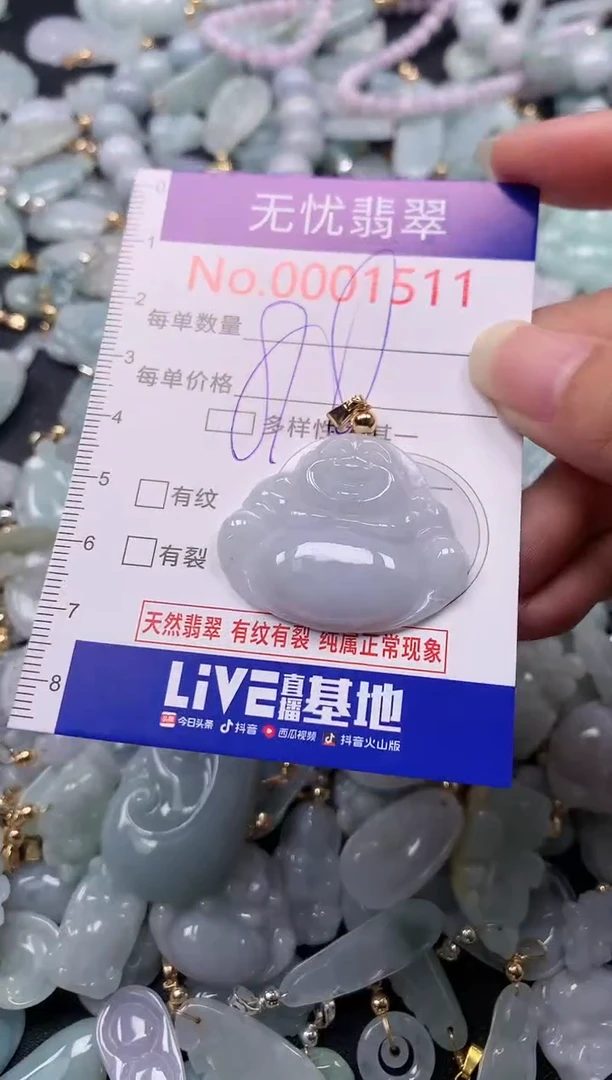 无忧翡翠
No.0001511
每单数量
每单价格
多样性 其一
有纹
有裂
天然翡翠 有纹有裂 纯属正常现象
LiVE直播基地
今日头条 抖音 西瓜视频 抖音火山版
0
1
2
3
4
5
6
7
8